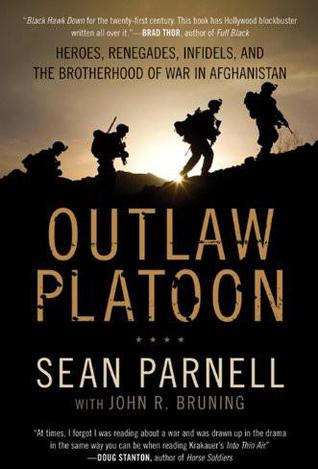 "Black Hawk Down for the twenty-first century. This book has Hollywood blockbuster
written all over it."—BRAD THOR, author of Full Black
HEROES, RENEGADES, INFIDELS, AND
THE BROTHERHOOD OF WAR IN AFGHANISTAN
OUTLAW
PLATOON
★ ★ ★ ★
SEAN PARNELL
WITH JOHN R. BRUNING
"At times, I forgot I was reading about a war and was drawn up in the drama
in the same way you can be when reading Krakauer's Into Thin Air."
—DOUG STANTON, author of Horse Soldiers